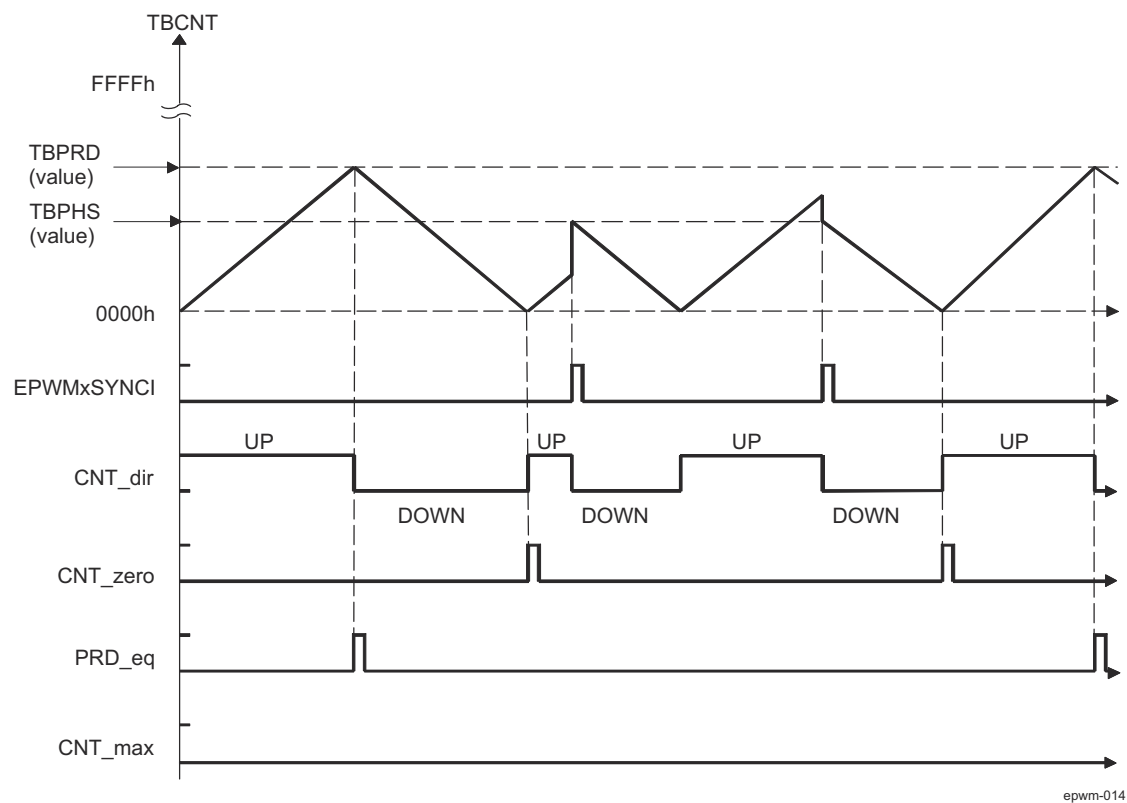 TBCNT
FFFFh
TBPRD
(value)
TBPHS
(value)
0000h
EPWMxSYNCI
UP UP UP UP
CNT_dir
DOWN DOWN DOWN
CNT_zero
PRD_eq
CNT_max
epwm-014